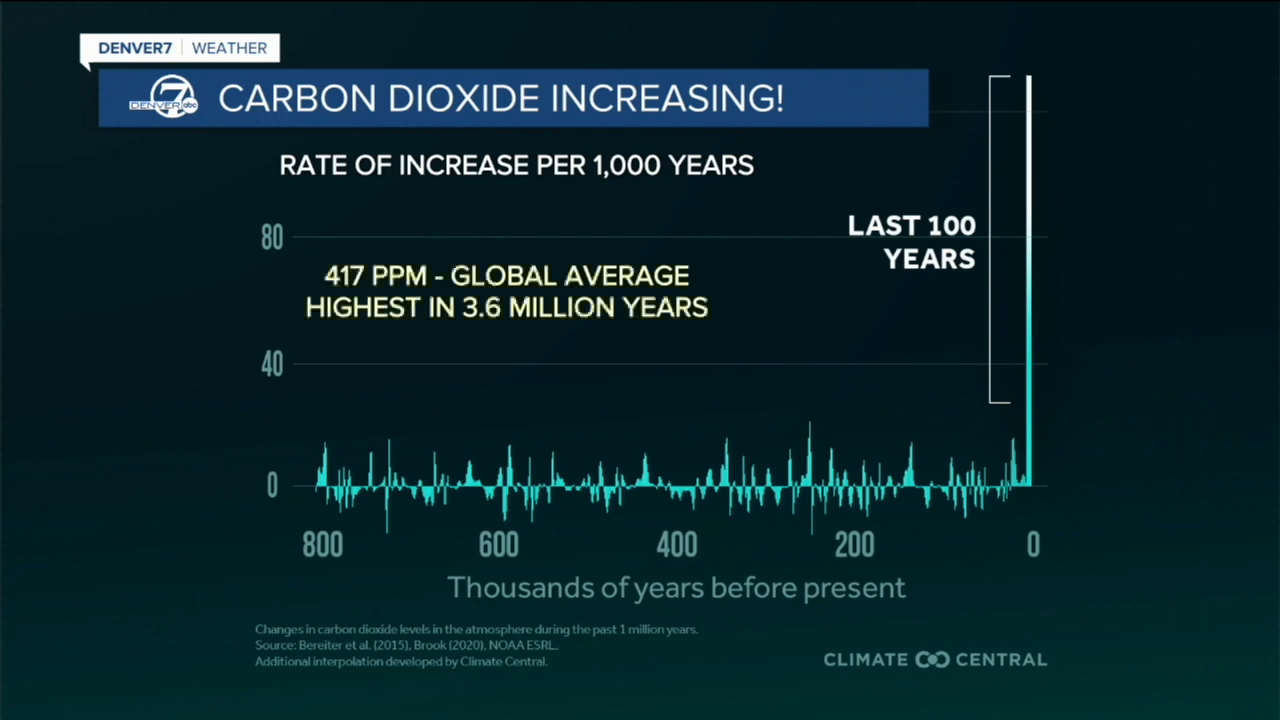 DENVER7 | WEATHER
DENVER 7 abc
CARBON DIOXIDE INCREASING!
RATE OF INCREASE PER 1,000 YEARS
LAST 100
YEARS
80
417 PPM - GLOBAL AVERAGE
HIGHEST IN 3.6 MILLION YEARS
40
0
800 600 400 200 0
Thousands of years before present
Changes in carbon dioxide levels in the atmosphere during the past 1 million years.
Source: Bereiter et al. (2015), Brook (2020), NOAA ESRL.
Additional interpolation developed by Climate Central.
CLIMATE CENTRAL